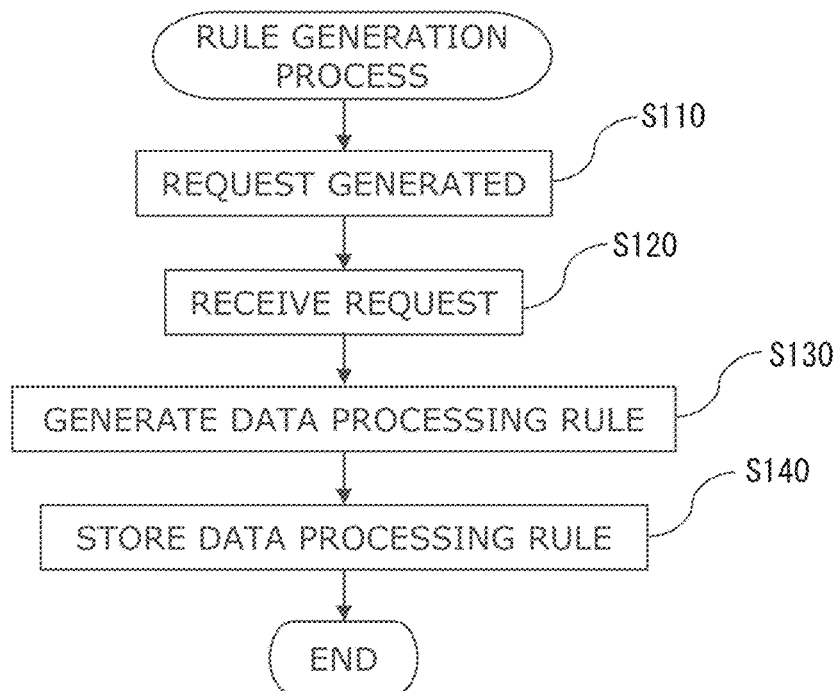 RULE GENERATION
PROCESS
S110
REQUEST GENERATED
S120
RECEIVE REQUEST
S130
GENERATE DATA PROCESSING RULE
S140
STORE DATA PROCESSING RULE
END